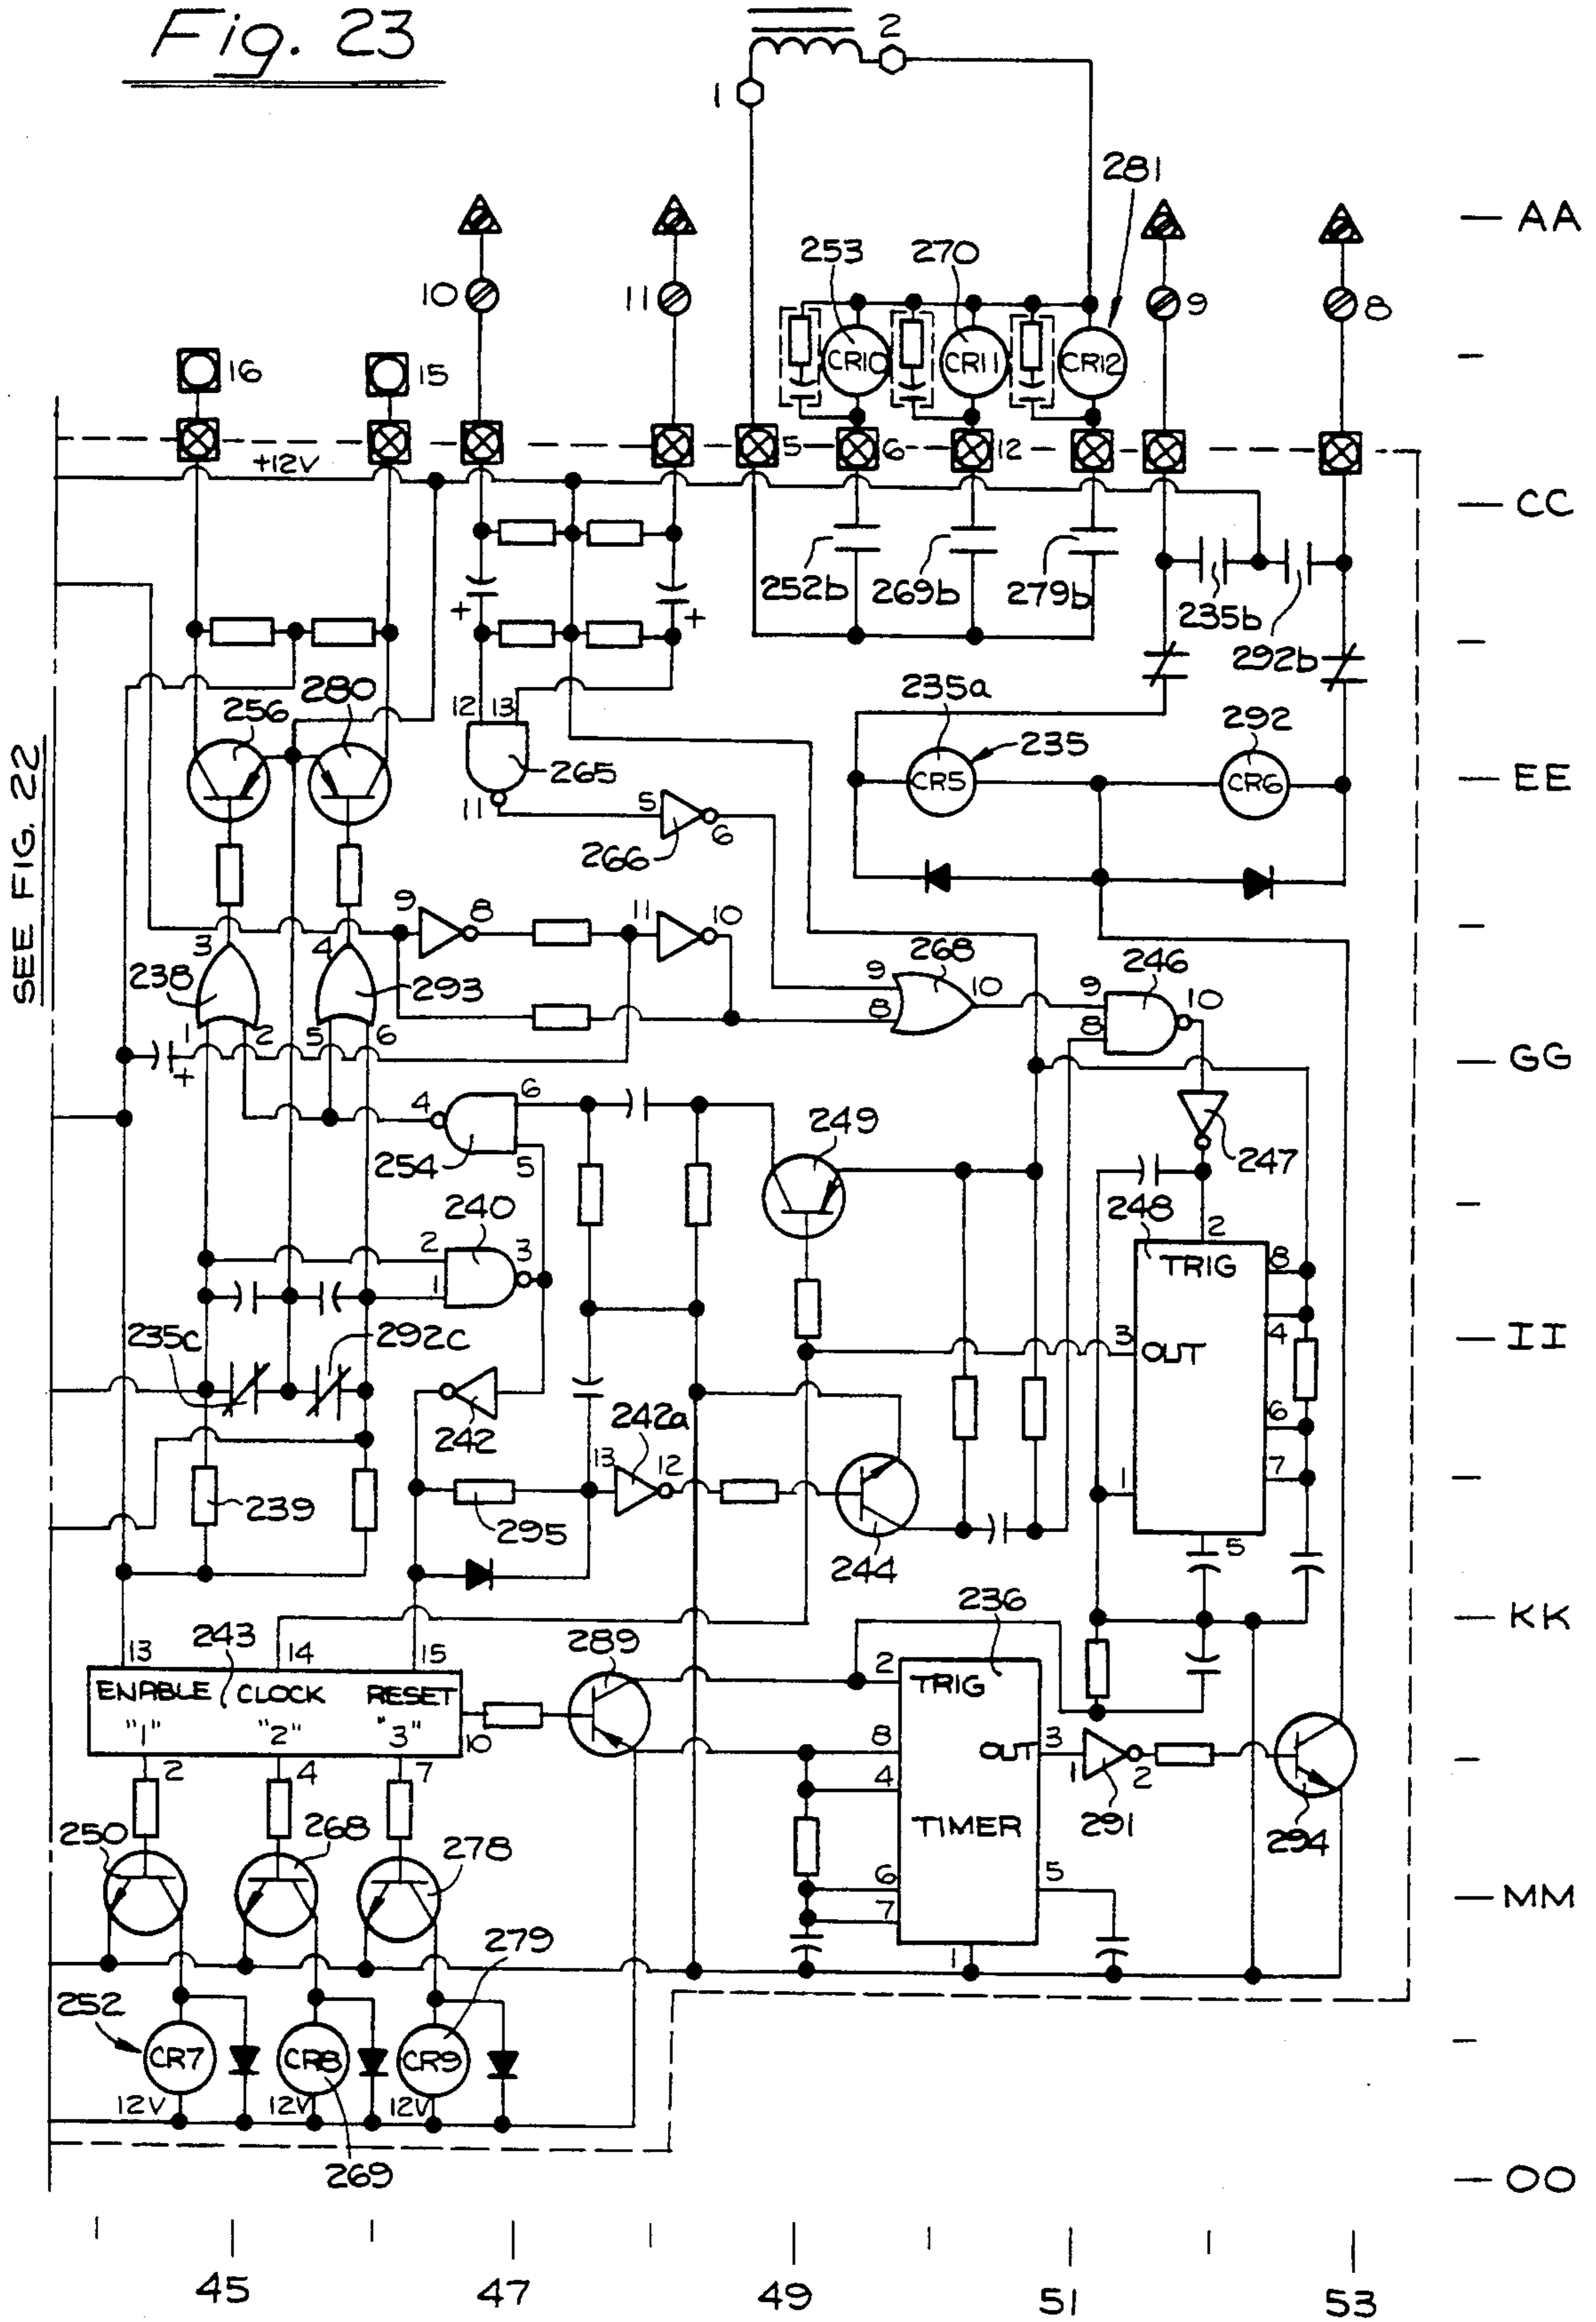 Fig. 23
2
1
281
AA
253
270
10
11
9
8
16
15
CR10
CR11
CR12
5
6
12
+12V
CC
252b
269b
279b
235b
+
+
292b
280
256
12
13
235a
292
SEE FIG. 22
265
235
CR5
CR6
EE
11
5
6
266
9
8
11
10
3
4
238
293
268
246
9
8
10
9
8
10
1
2
5
6
+
GG
4
6
5
254
249
247
240
248
2
3
1
2
TRIG
8
235c
292c
3
OUT
4
II
242
242a
13
12
6
7
1
239
295
244
5
236
KK
13
243
14
15
289
ENABLE
CLOCK
RESET
2
TRIG
"1"
"2"
"3"
10
8
OUT
3
1
2
2
4
7
4
TIMER
291
294
250
268
278
6
7
5
MM
279
1
252
CR7
CR8
CR9
12V
12V
12V
269
OO
45
47
49
51
53